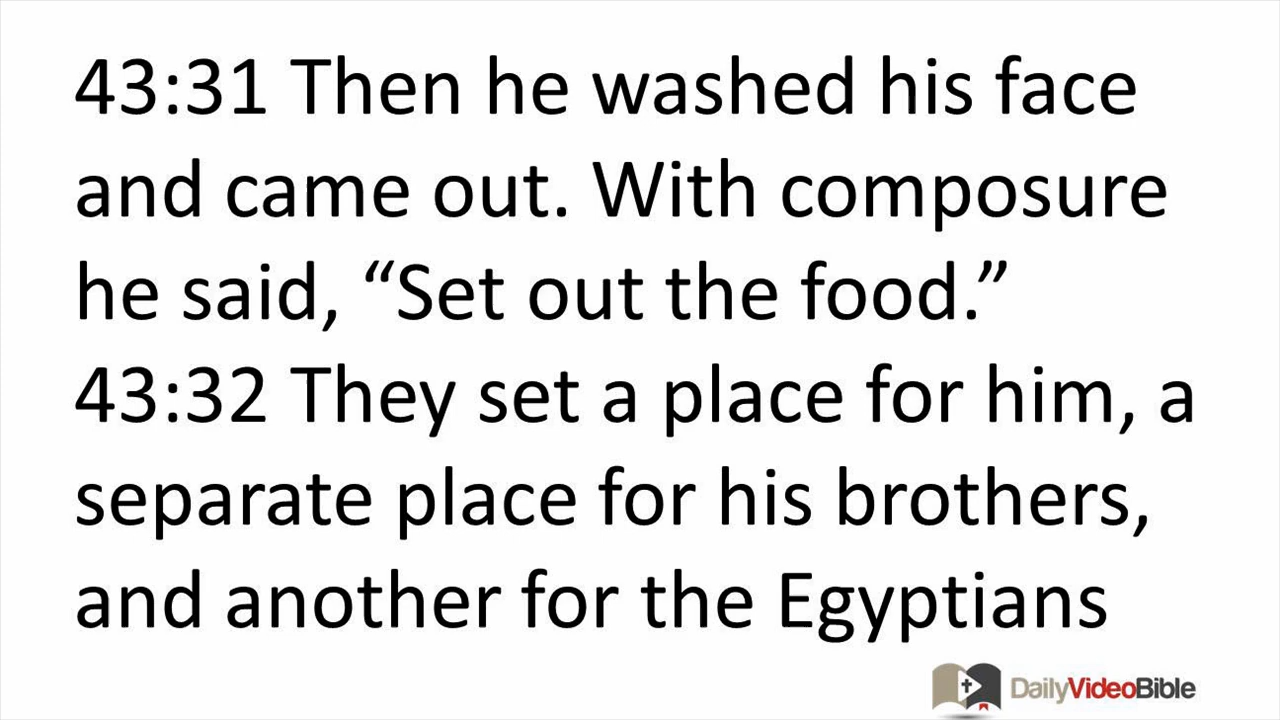 43:31 Then he washed his face
and came out. With composure
he said, “Set out the food.”
43:32 They set a place for him, a
separate place for his brothers,
and another for the Egyptians
DailyVideoBible